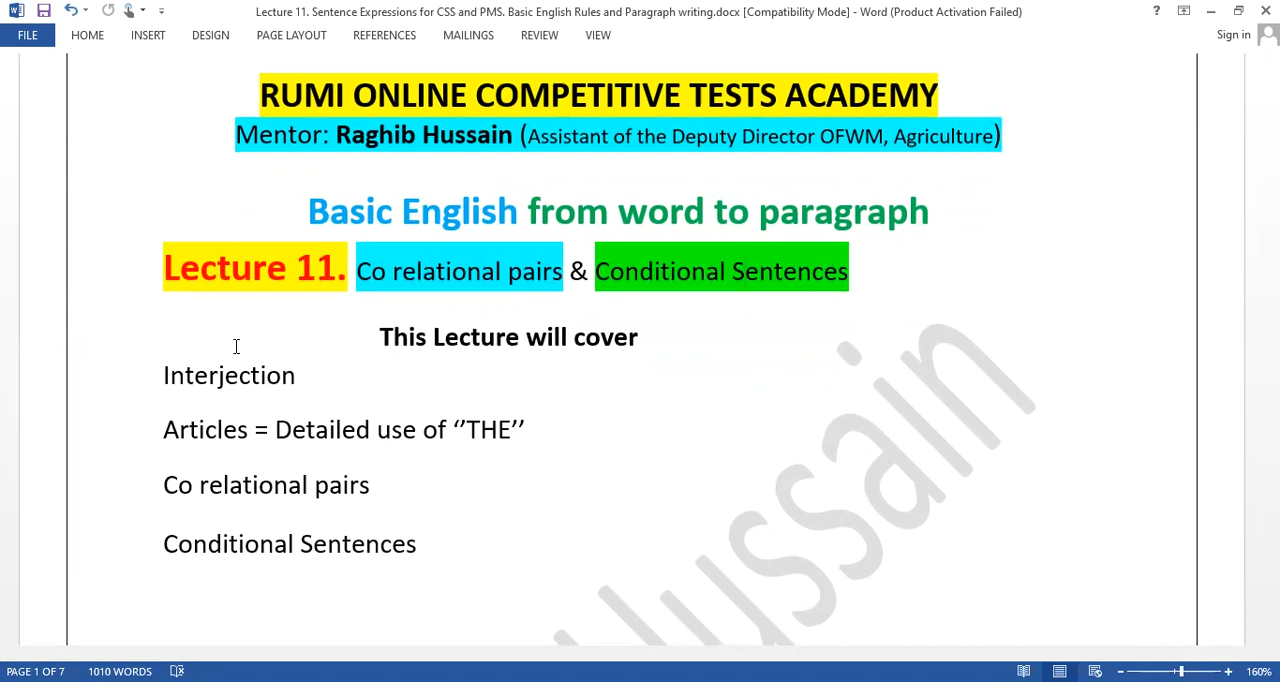 Lecture 11. Sentence Expressions for CSS and PMS. Basic English Rules and Paragraph writing.docx [Compatibility Mode] - Word (Product Activation Failed)
FILE HOME INSERT DESIGN PAGE LAYOUT REFERENCES MAILINGS REVIEW VIEW Sign in
RUMI ONLINE COMPETITIVE TESTS ACADEMY
Mentor: Raghib Hussain (Assistant of the Deputy Director OFWM, Agriculture)
Basic English from word to paragraph
Lecture 11. Co relational pairs & Conditional Sentences
This Lecture will cover
Interjection
Articles = Detailed use of ‘’THE’’
Co relational pairs
Conditional Sentences
Hussain
PAGE 1 OF 7 1010 WORDS 160%